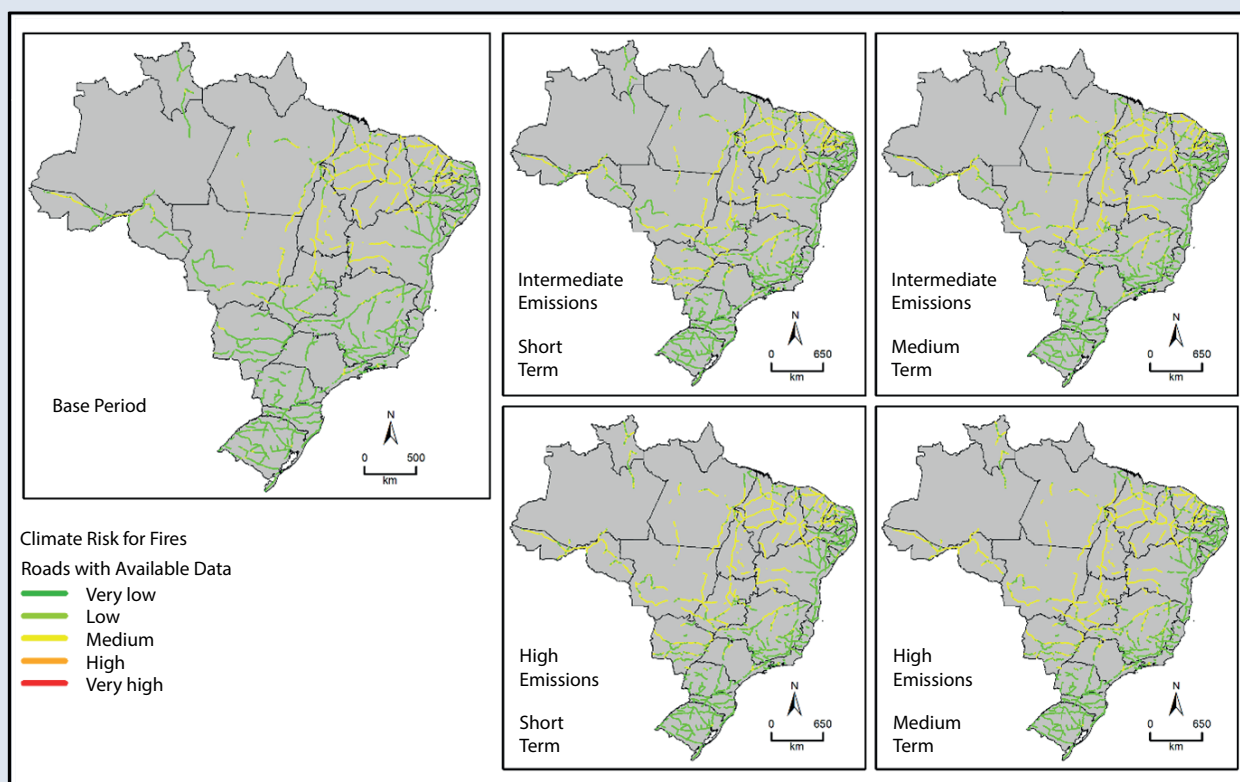 Base Period
N
0 500
km
Intermediate
Emissions
Short
Term
N
0 650
km
Intermediate
Emissions
Medium
Term
N
0 650
km
Climate Risk for Fires
Roads with Available Data
Very low
Low
Medium
High
Very high
High
Emissions
Short
Term
N
0 650
km
High
Emissions
Medium
Term
N
0 650
km